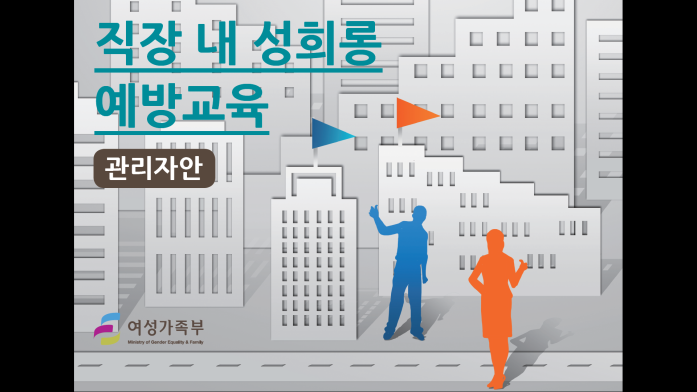 직장 내 성희롱
예방교육
관리자안
여성가족부
Ministry of Gender Equality & Family